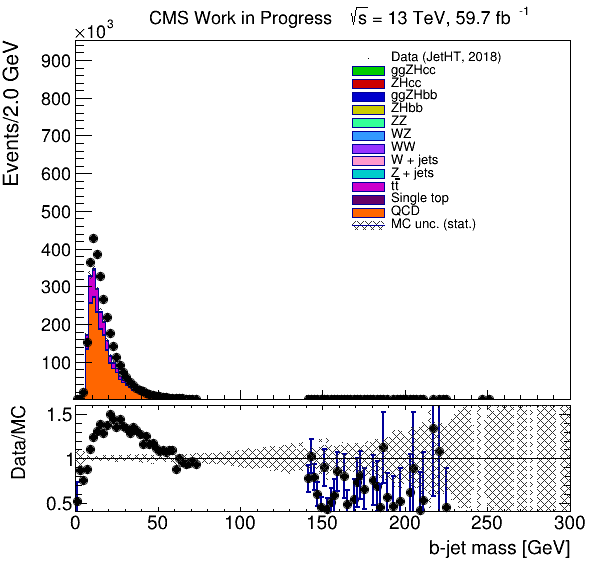 CMS Work in Progress √s = 13 TeV, 59.7 fb -1
×10³
Events/2.0 GeV
900
800
700
600
500
400
300
200
100
Data (JetHT, 2018)
ggZHcc
ZHcc
ggZHbb
ZHbb
ZZ
WZ
WW
W + jets
Z + jets
tt̅
Single top
QCD
MC unc. (stat.)
Data/MC
1.5
1
0.5
0 50 100 150 200 250 300
b-jet mass [GeV]